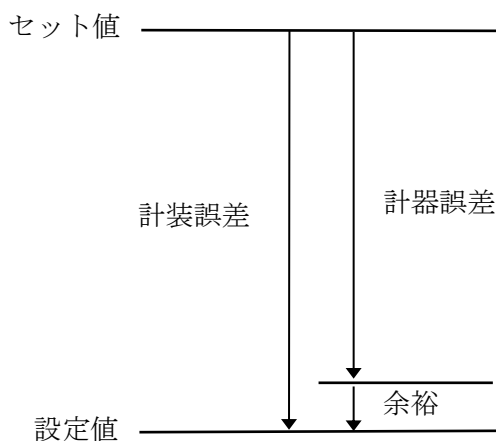 セット値
計装誤差
計器誤差
余裕
設定値